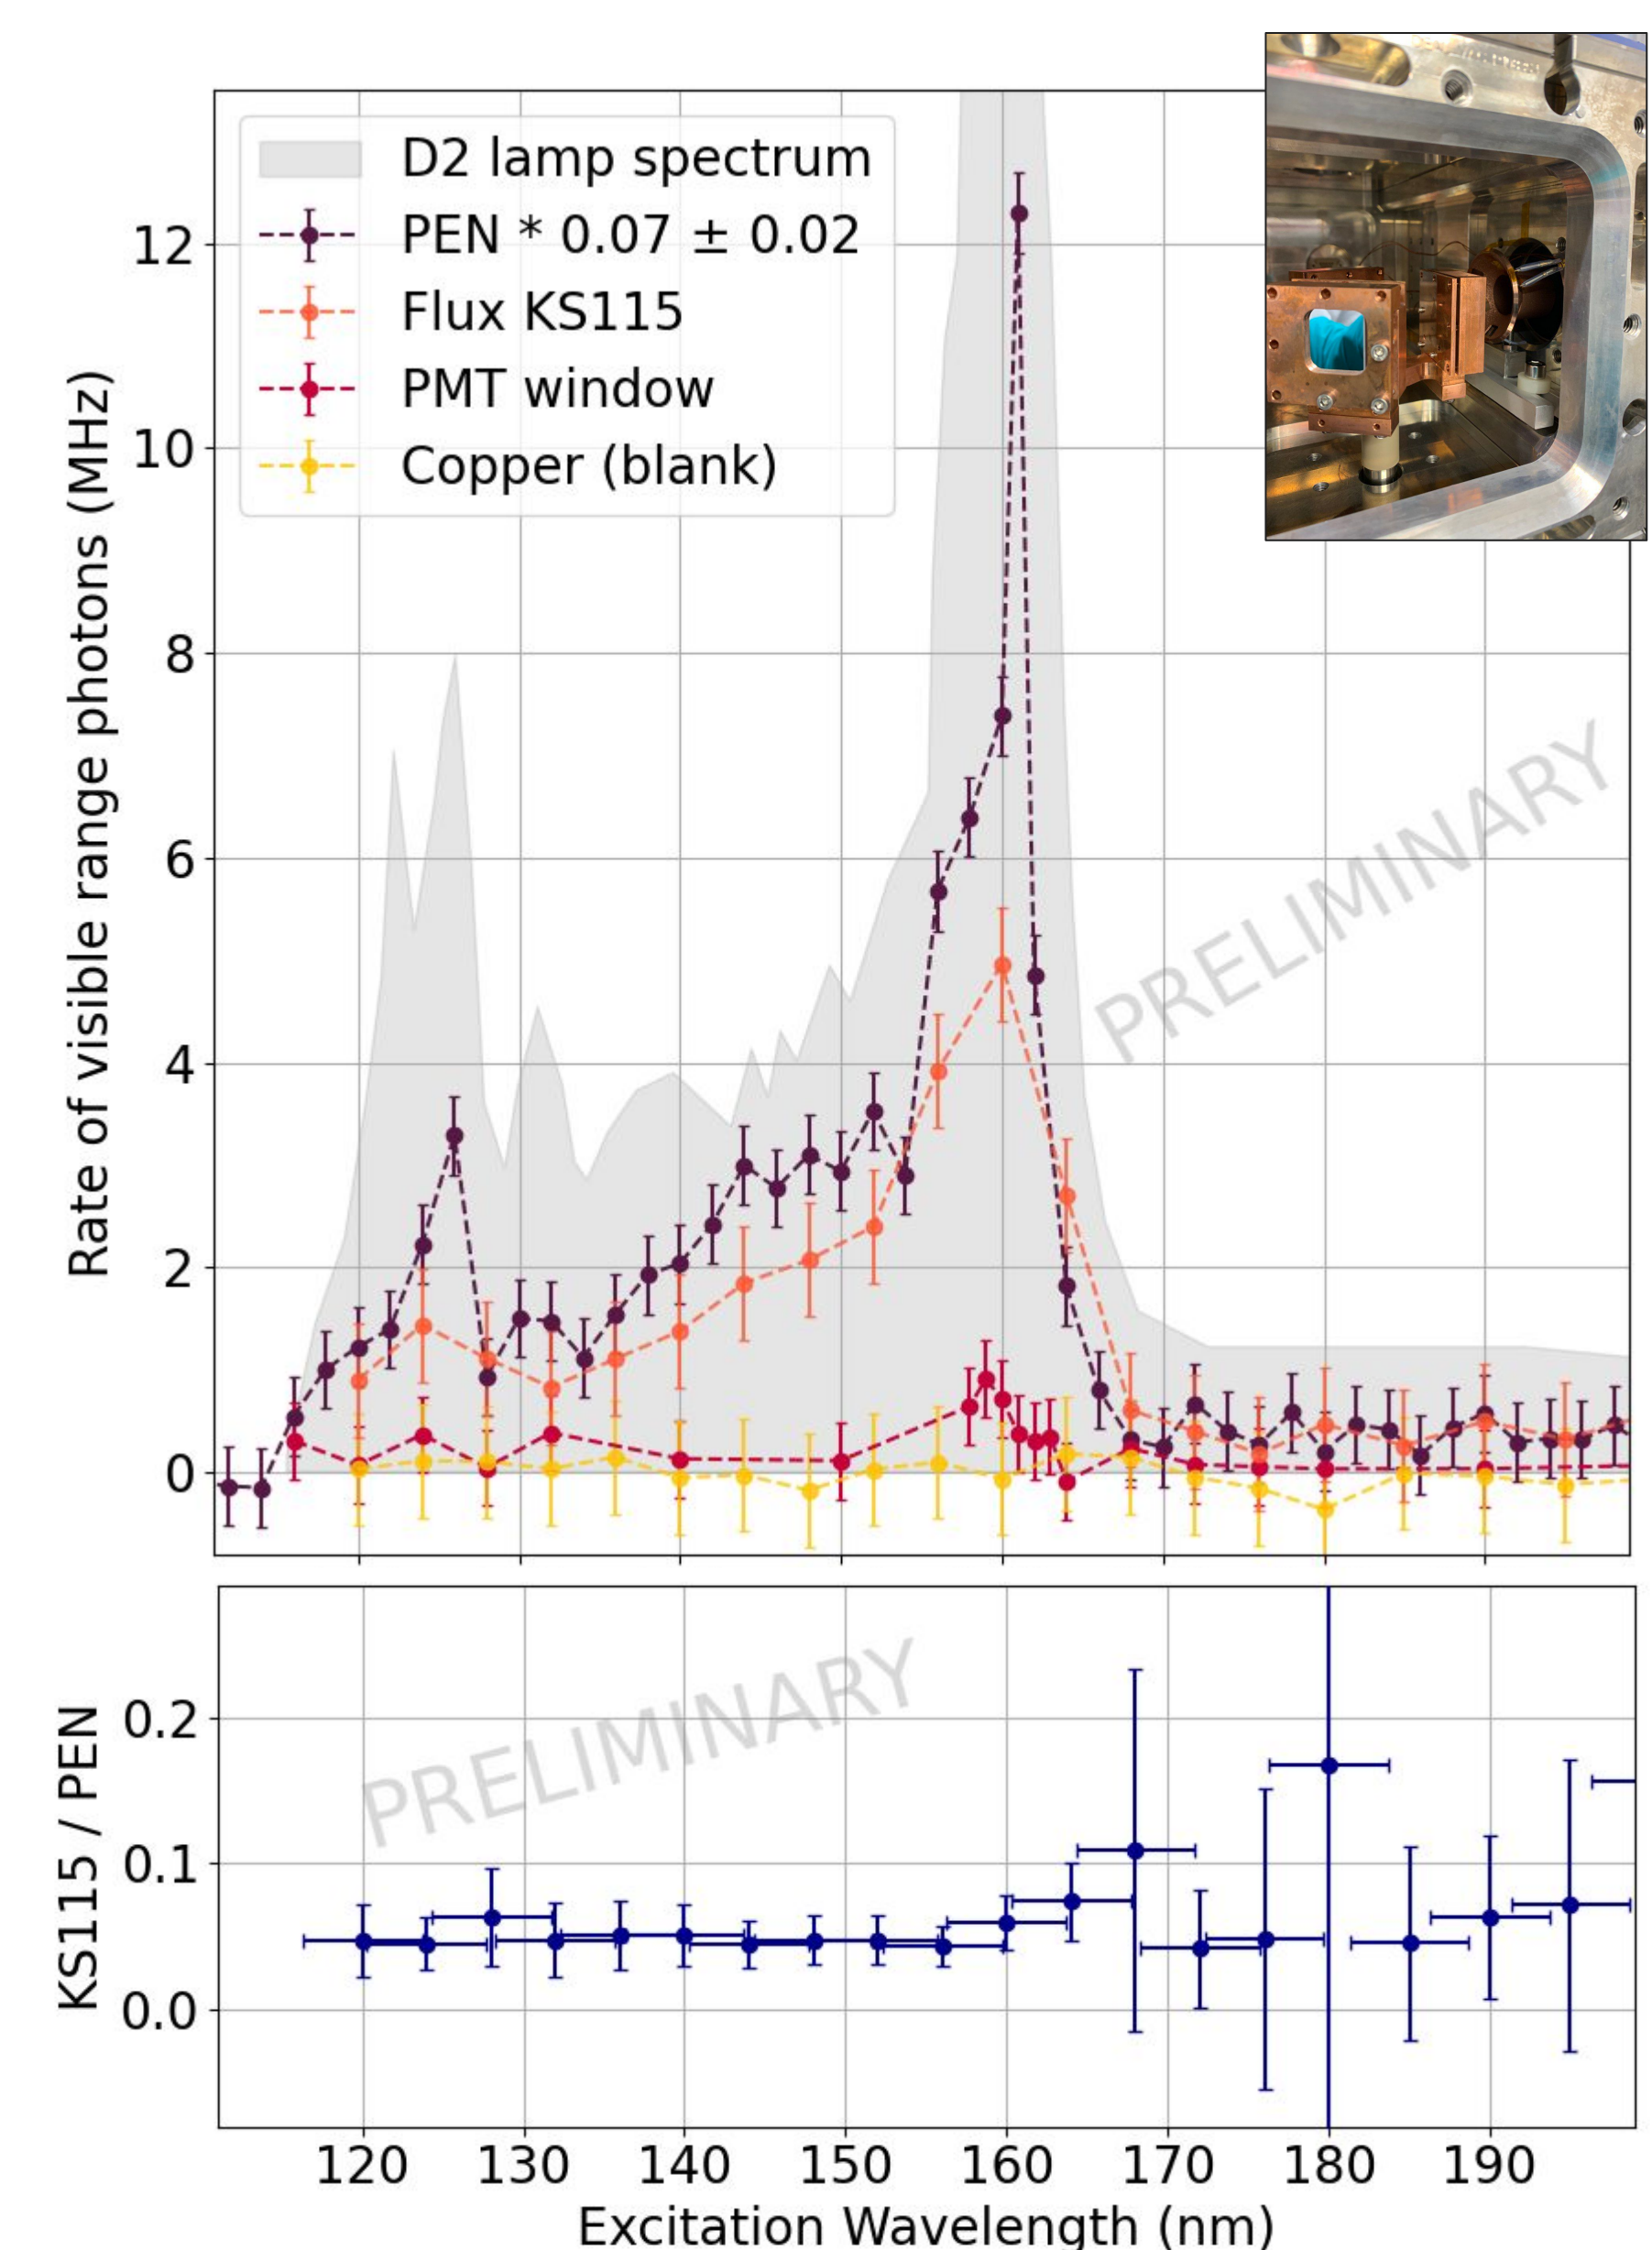 D2 lamp spectrum
PEN * 0.07 ± 0.02
Flux KS115
PMT window
Copper (blank)
Rate of visible range photons (MHz)
12
10
8
6
4
2
0
PRELIMINARY
KS115 / PEN
0.2
0.1
0.0
PRELIMINARY
120 130 140 150 160 170 180 190
Excitation Wavelength (nm)